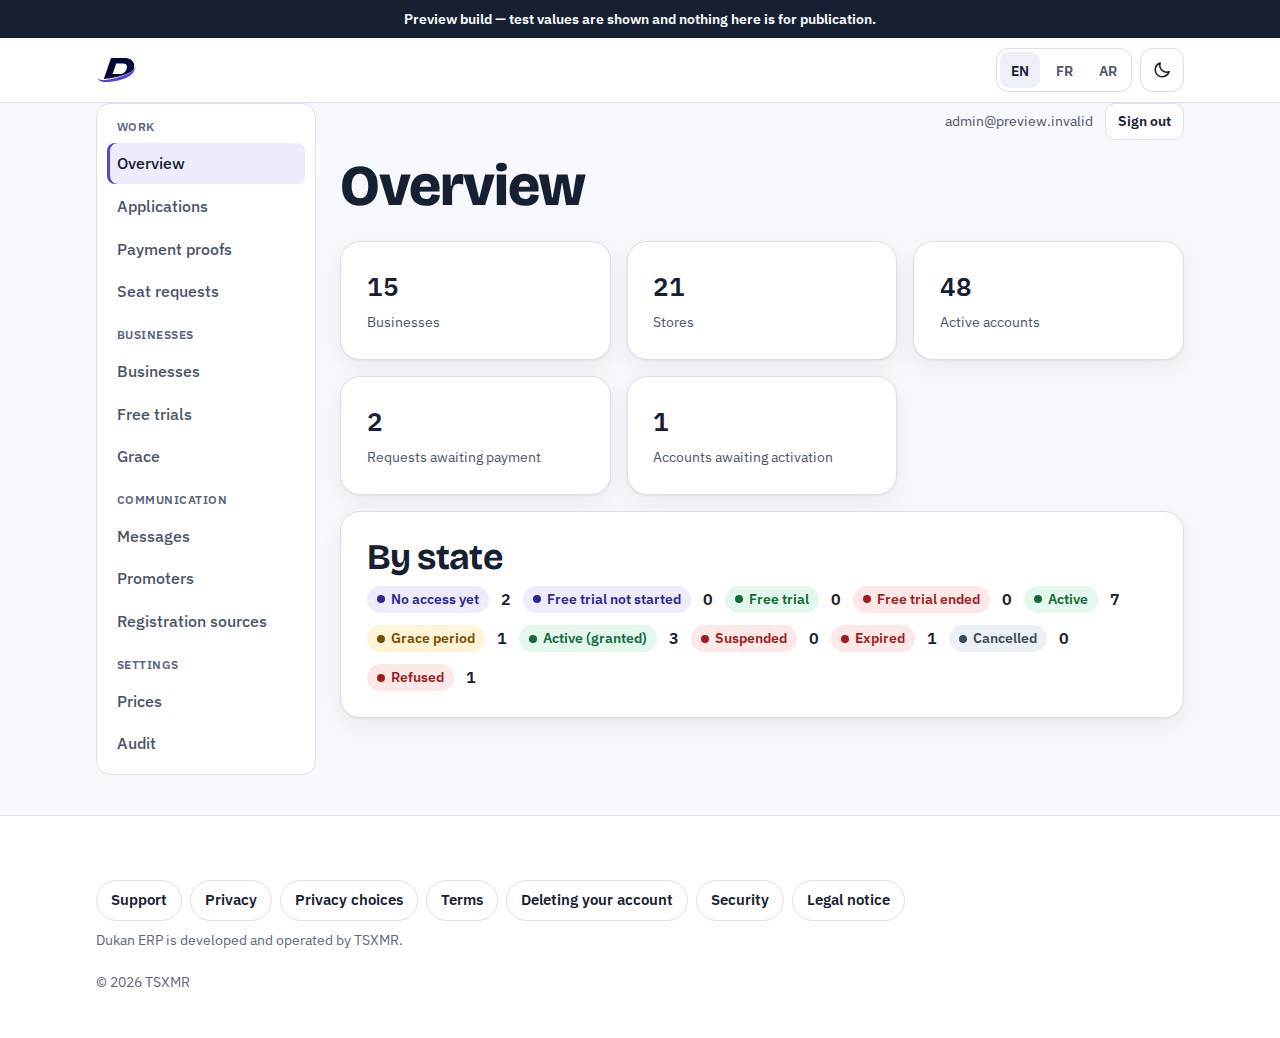 Preview build — test values are shown and nothing here is for publication.
EN FR AR
admin@preview.invalid Sign out
WORK
Overview
Applications
Payment proofs
Seat requests
BUSINESSES
Businesses
Free trials
Grace
COMMUNICATION
Messages
Promoters
Registration sources
SETTINGS
Prices
Audit
Overview
15
Businesses
21
Stores
48
Active accounts
2
Requests awaiting payment
1
Accounts awaiting activation
By state
No access yet 2 Free trial not started 0 Free trial 0 Free trial ended 0 Active 7
Grace period 1 Active (granted) 3 Suspended 0 Expired 1 Cancelled 0
Refused 1
Support Privacy Privacy choices Terms Deleting your account Security Legal notice
Dukan ERP is developed and operated by TSXMR.
© 2026 TSXMR